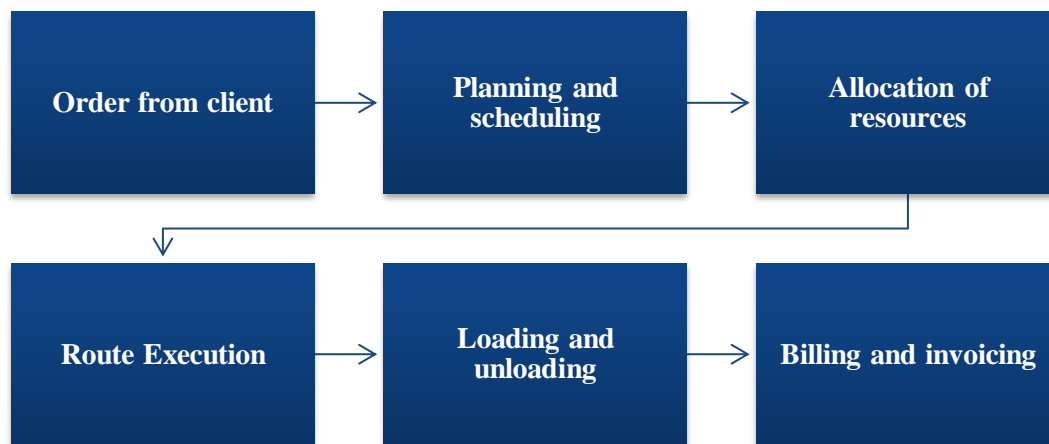 Order from client
Planning and
scheduling
Allocation of
resources
Route Execution
Loading and
unloading
Billing and invoicing